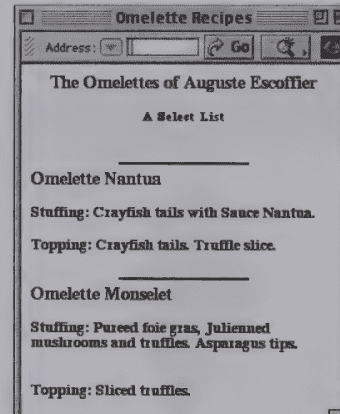 Omelette Recipes
Address: Go
The Omelettes of Auguste Escoffier
A Select List
Omelette Nantua
Stuffing: Crayfish tails with Sauce Nantua.
Topping: Crayfish tails. Truffle slice.
Omelette Monselet
Stuffing: Pureed foie gras, Julienned
mushrooms and truffles. Asparagus tips.
Topping: Sliced truffles.